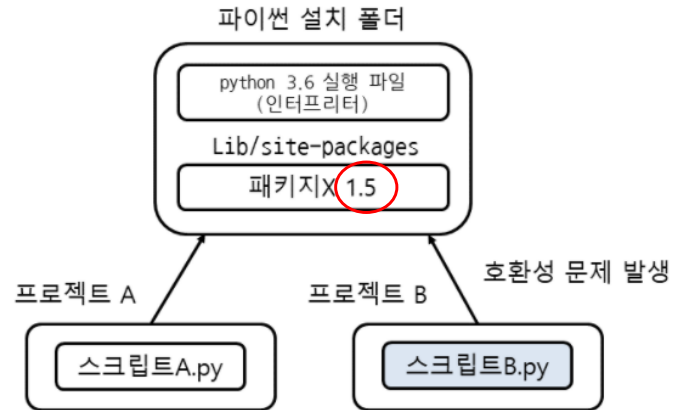 파이썬 설치 폴더
python 3.6 실행 파일
(인터프리터)
Lib/site-packages
패키지X 1.5
호환성 문제 발생
프로젝트 A
프로젝트 B
스크립트A.py
스크립트B.py